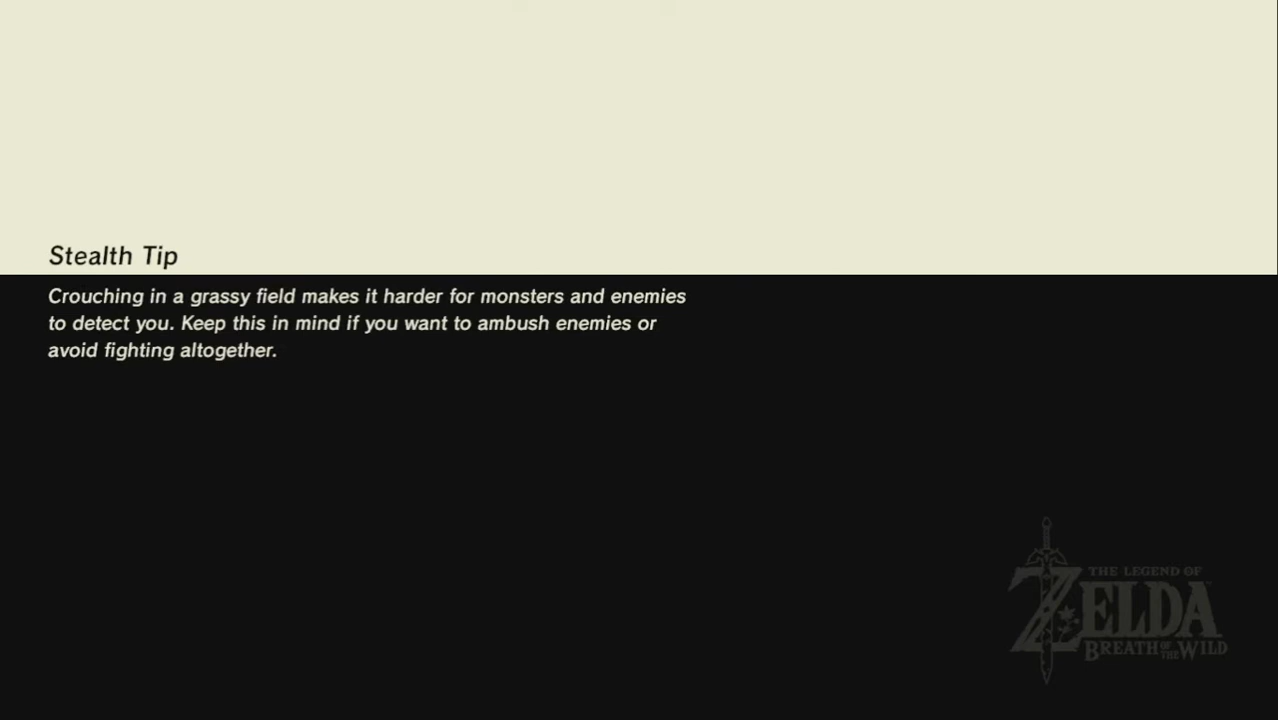 Stealth Tip
Crouching in a grassy field makes it harder for monsters and enemies
to detect you. Keep this in mind if you want to ambush enemies or
avoid fighting altogether.
THE LEGEND OF
ZELDA
BREATH OF THE WILD